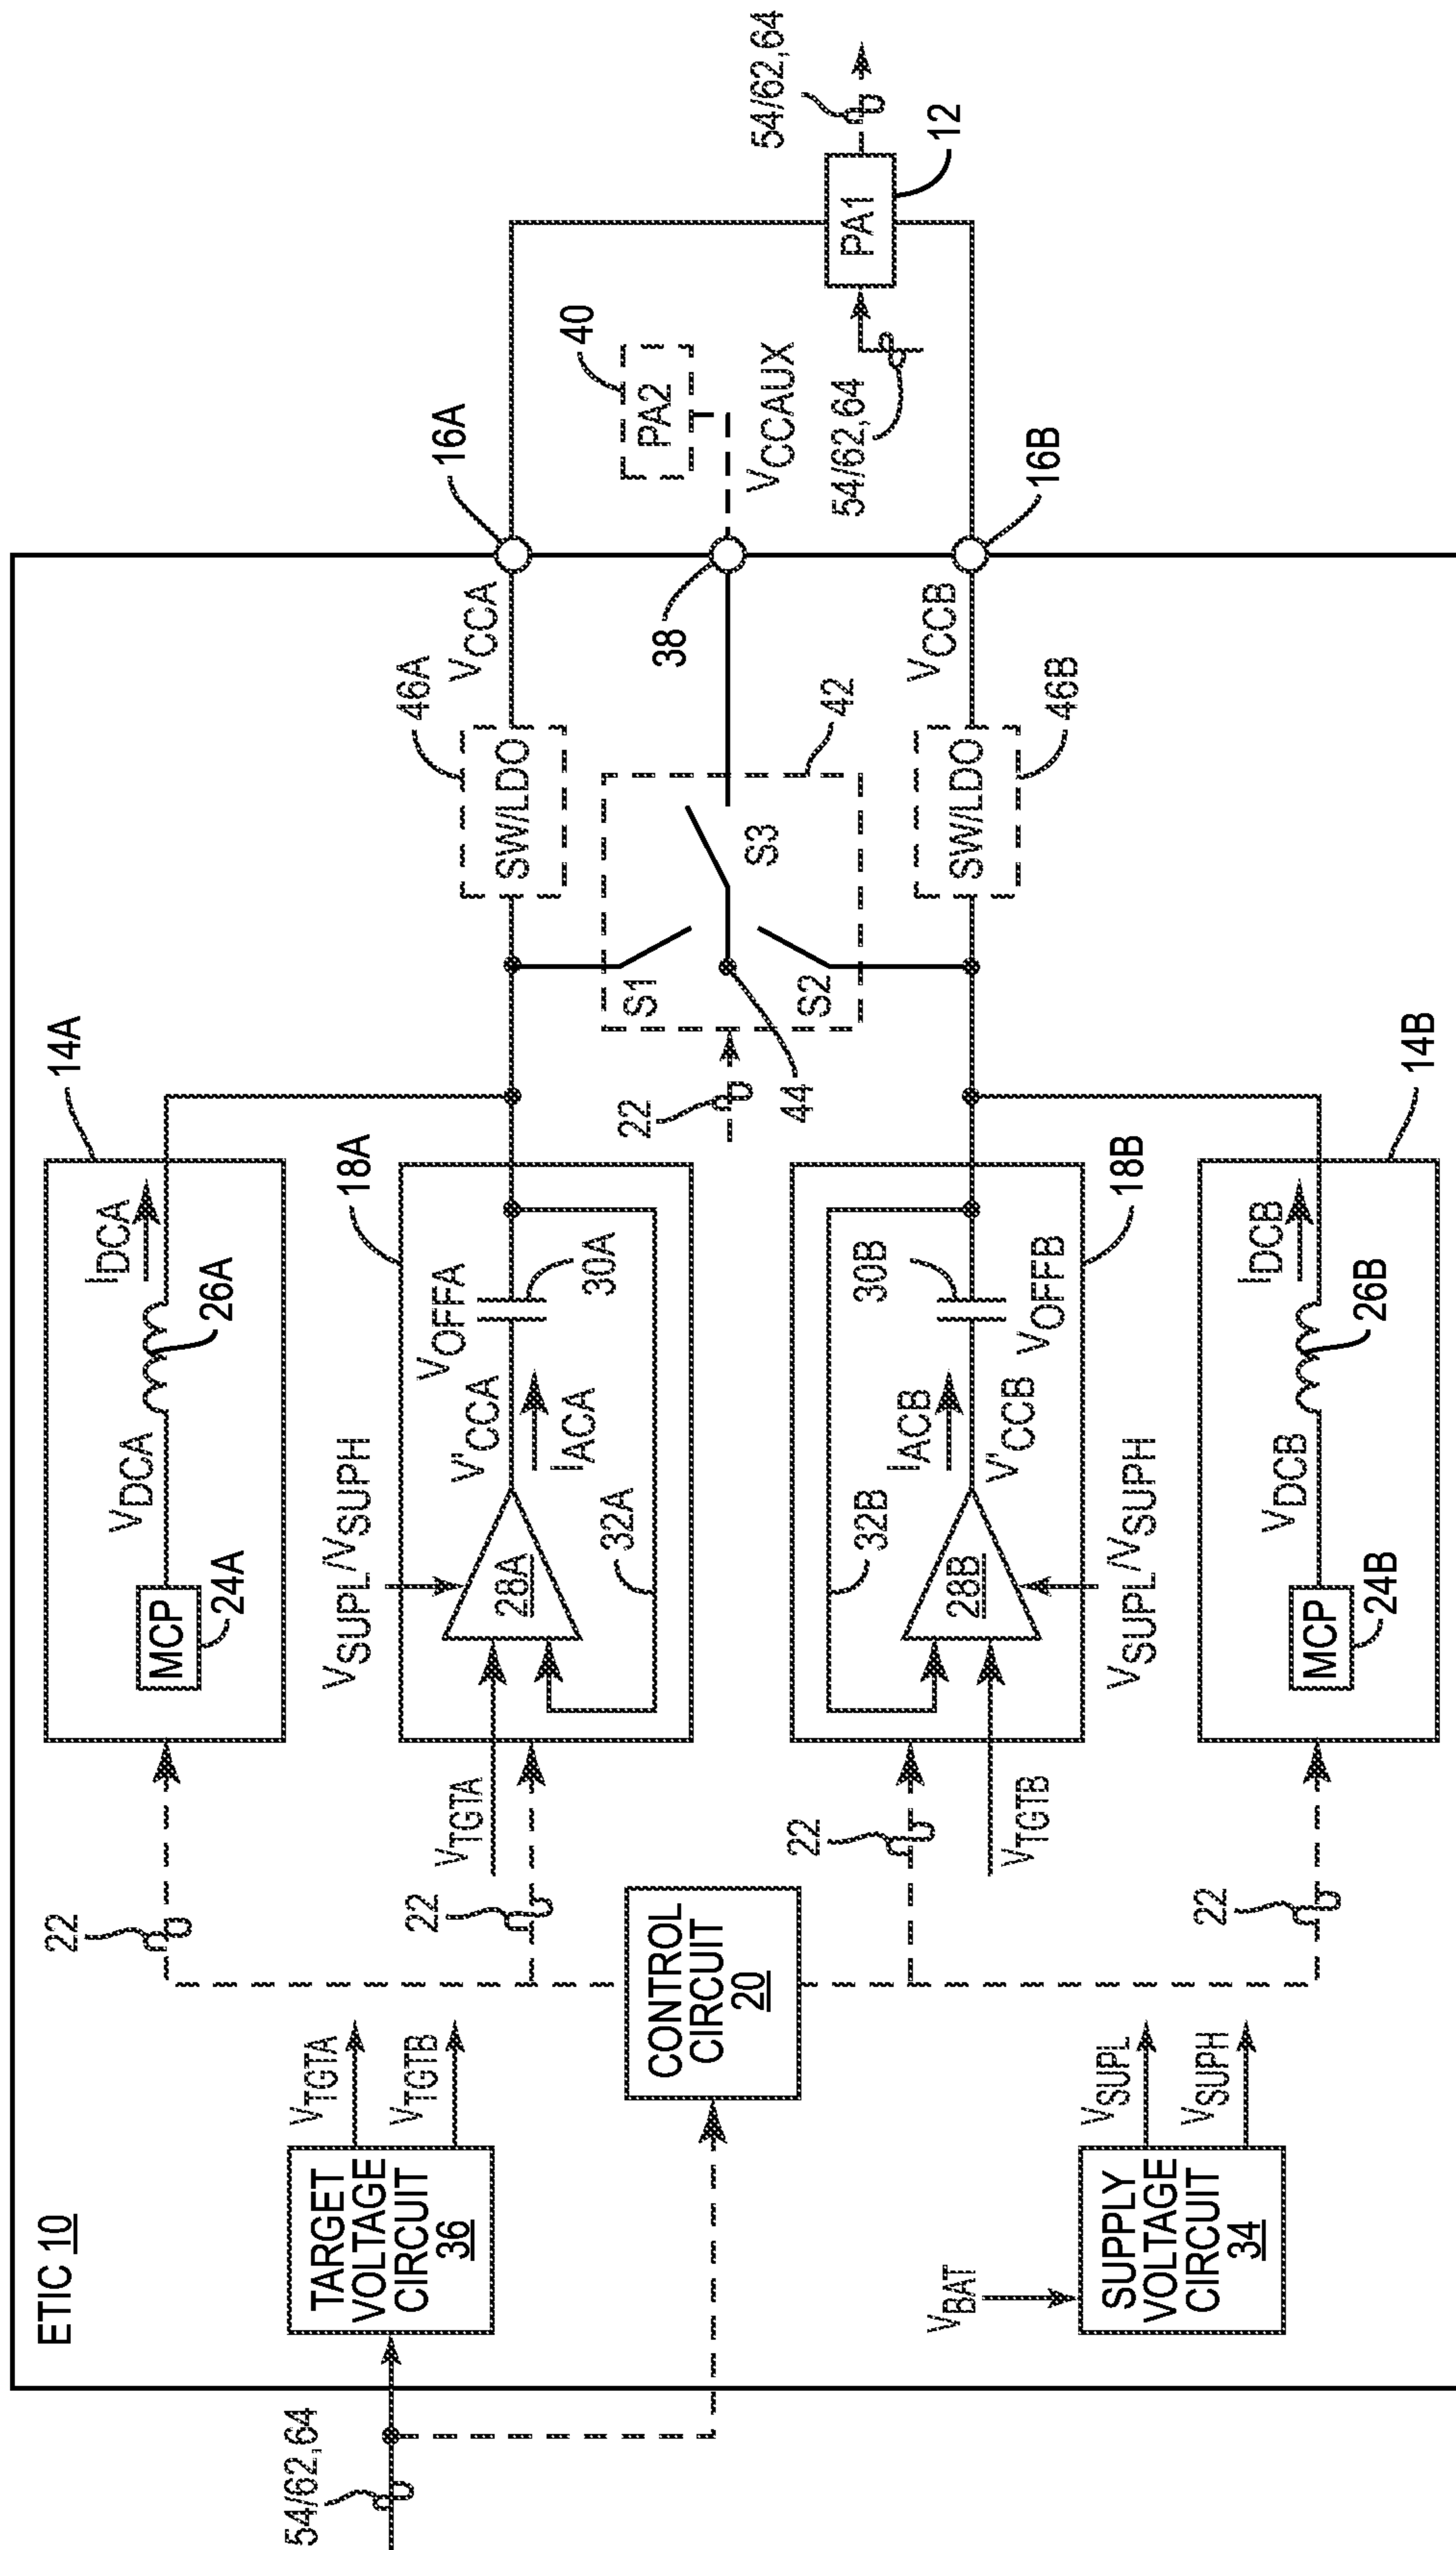 ETIC 10
54/62,64
TARGET
VOLTAGE
CIRCUIT
36
VTGTA
VTGTB
CONTROL
CIRCUIT
20
VBAT
SUPPLY
VOLTAGE
CIRCUIT
34
VSUPL
VSUPH
22
22
22
22
14A
MCP
24A
VDCA
26A
IDCA
18A
VTGTA
VSUPL/VSUPH
28A
32A
V'CCA
IACA
VOFFA
30A
18B
VTGTB
VSUPL/VSUPH
28B
32B
V'CCB
IACB
VOFFB
30B
14B
MCP
24B
VDCB
26B
IDCB
22
44
S1
S2
S3
42
46A
SW/LDO
VCCA
16A
46B
SW/LDO
VCCB
16B
38
40
PA2
VCCAUX
54/62,64
PA1
12
54/62,64